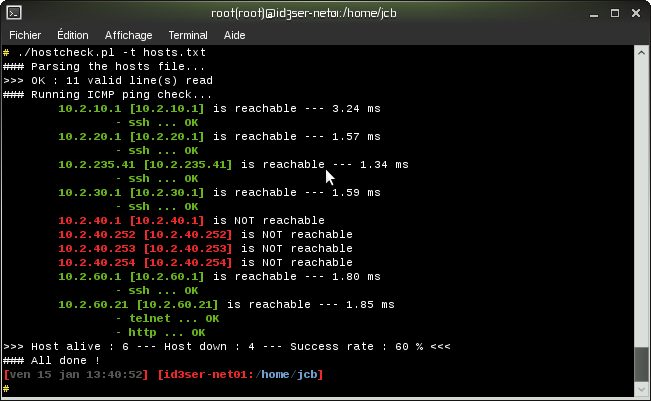 root(root)@id3ser-net01:/home/jcb
Fichier Édition Affichage Terminal Aide
# ./hostcheck.pl -t hosts.txt
### Parsing the hosts file...
>>> OK : 11 valid line(s) read
### Running ICMP ping check...
10.2.10.1 [10.2.10.1] is reachable --- 3.24 ms
- ssh ... OK
10.2.20.1 [10.2.20.1] is reachable --- 1.57 ms
- ssh ... OK
10.2.235.41 [10.2.235.41] is reachable --- 1.34 ms
- ssh ... OK
10.2.30.1 [10.2.30.1] is reachable --- 1.59 ms
- ssh ... OK
10.2.40.1 [10.2.40.1] is NOT reachable
10.2.40.252 [10.2.40.252] is NOT reachable
10.2.40.253 [10.2.40.253] is NOT reachable
10.2.40.254 [10.2.40.254] is NOT reachable
10.2.60.1 [10.2.60.1] is reachable --- 1.80 ms
- ssh ... OK
10.2.60.21 [10.2.60.21] is reachable --- 1.85 ms
- telnet ... OK
- http ... OK
>>> Host alive : 6 --- Host down : 4 --- Success rate : 60 % <<<
### All done !
[ven 15 jan 13:40:52] [id3ser-net01:/home/jcb]
#